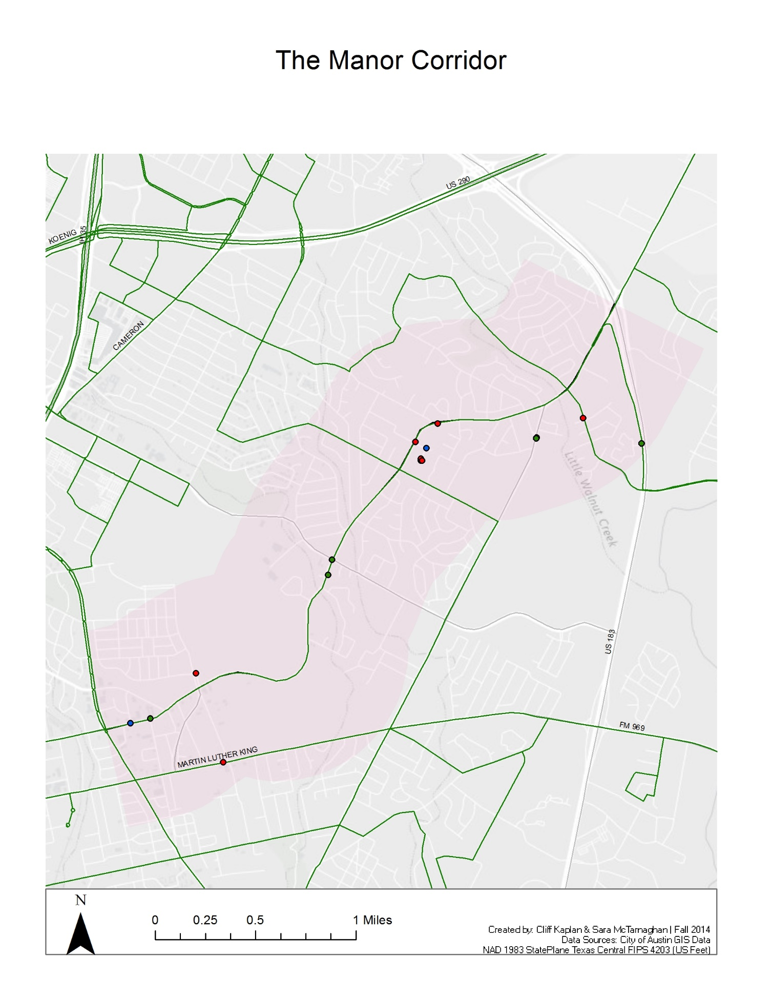 The Manor Corridor
US 290
KOENIG
IH 35
CAMERON
Little Walnut Creek
US 183
FM 969
MARTIN LUTHER KING
N
0 0.25 0.5 1 Miles
Created by: Cliff Kaplan & Sara McTarnaghan | Fall 2014
Data Sources: City of Austin GIS Data
NAD 1983 StatePlane Texas Central FIPS 4203 (US Feet)